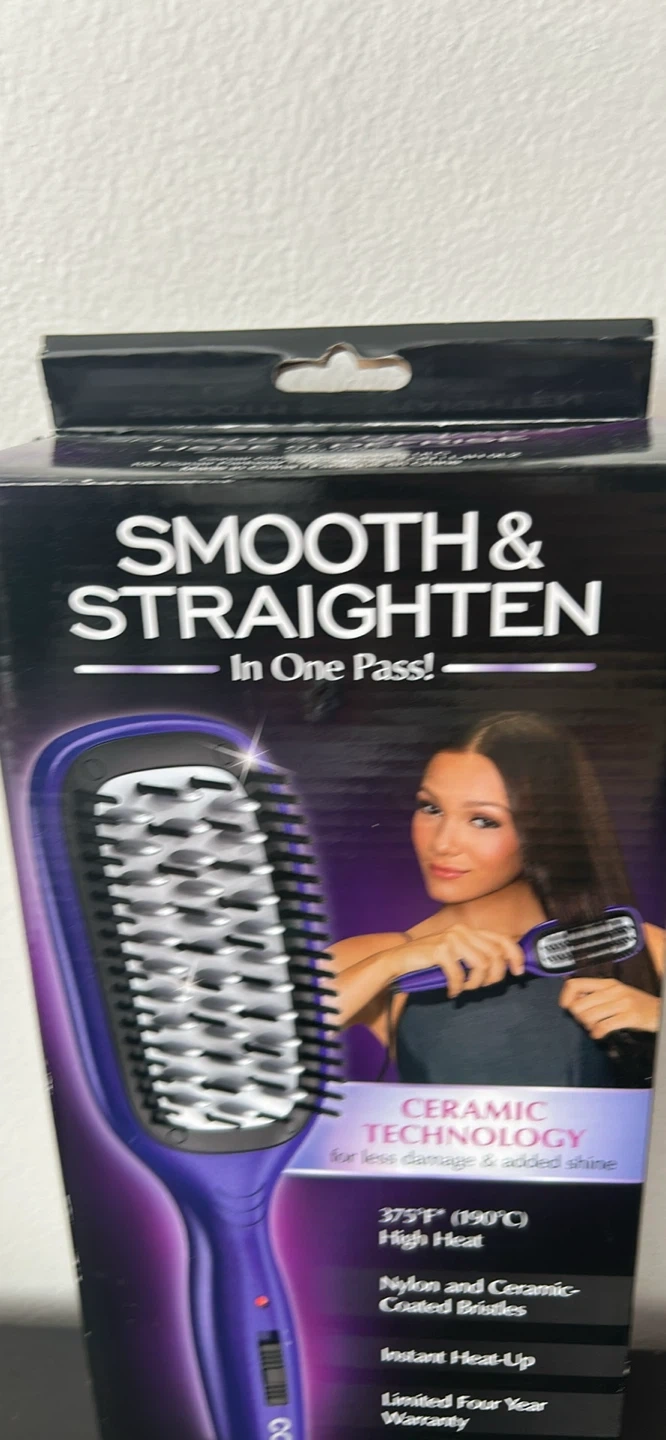 SMOOTH &
STRAIGHTEN
In One Pass!
CERAMIC
TECHNOLOGY
for less damage & added shine
375°F* (190°C)
High Heat
Nylon and Ceramic-
Coated Bristles
Instant Heat-Up
Limited Four Year
Warranty